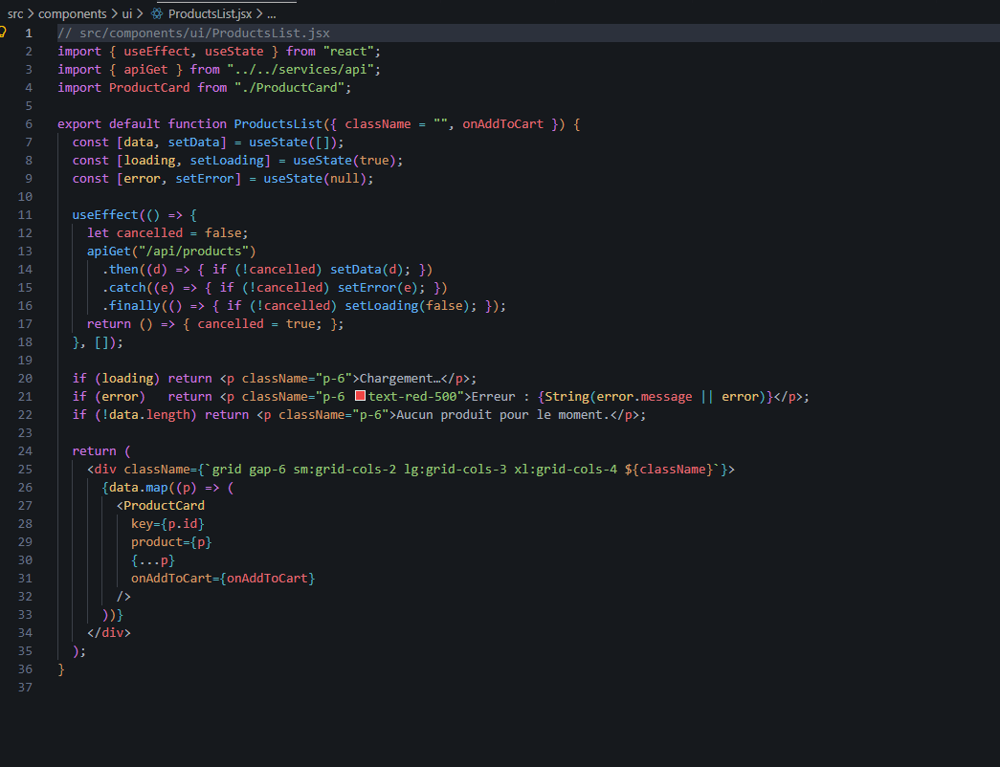 src > components > ui > ProductsList.jsx > ...
1 // src/components/ui/ProductsList.jsx
2 import { useEffect, useState } from "react";
3 import { apiGet } from "../../services/api";
4 import ProductCard from "./ProductCard";
5
6 export default function ProductsList({ className = "", onAddToCart }) {
7   const [data, setData] = useState([]);
8   const [loading, setLoading] = useState(true);
9   const [error, setError] = useState(null);
10
11   useEffect(() => {
12     let cancelled = false;
13     apiGet("/api/products")
14       .then((d) => { if (!cancelled) setData(d); })
15       .catch((e) => { if (!cancelled) setError(e); })
16       .finally(() => { if (!cancelled) setLoading(false); });
17     return () => { cancelled = true; };
18   }, []);
19
20   if (loading) return <p className="p-6">Chargement…</p>;
21   if (error)   return <p className="p-6 text-red-500">Erreur : {String(error.message || error)}</p>;
22   if (!data.length) return <p className="p-6">Aucun produit pour le moment.</p>;
23
24   return (
25     <div className={`grid gap-6 sm:grid-cols-2 lg:grid-cols-3 xl:grid-cols-4 ${className}`}>
26       {data.map((p) => (
27         <ProductCard
28           key={p.id}
29           product={p}
30           {...p}
31           onAddToCart={onAddToCart}
32         />
33       ))}
34     </div>
35   );
36 }
37